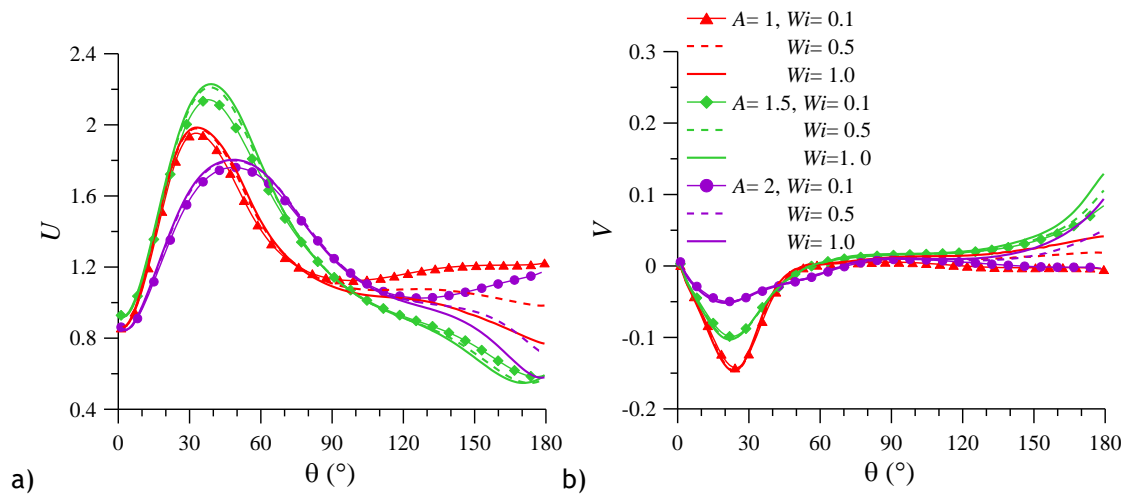 A= 1, Wi= 0.1
Wi= 0.5
Wi= 1.0
A= 1.5, Wi= 0.1
Wi= 0.5
Wi=1. 0
A= 2, Wi= 0.1
Wi= 0.5
Wi= 1.0
2.4
2
1.6
1.2
0.8
0.4
U
0 30 60 90 120 150 180
θ (°)
a)
0.3
0.2
0.1
0
-0.1
-0.2
V
0 30 60 90 120 150 180
θ (°)
b)